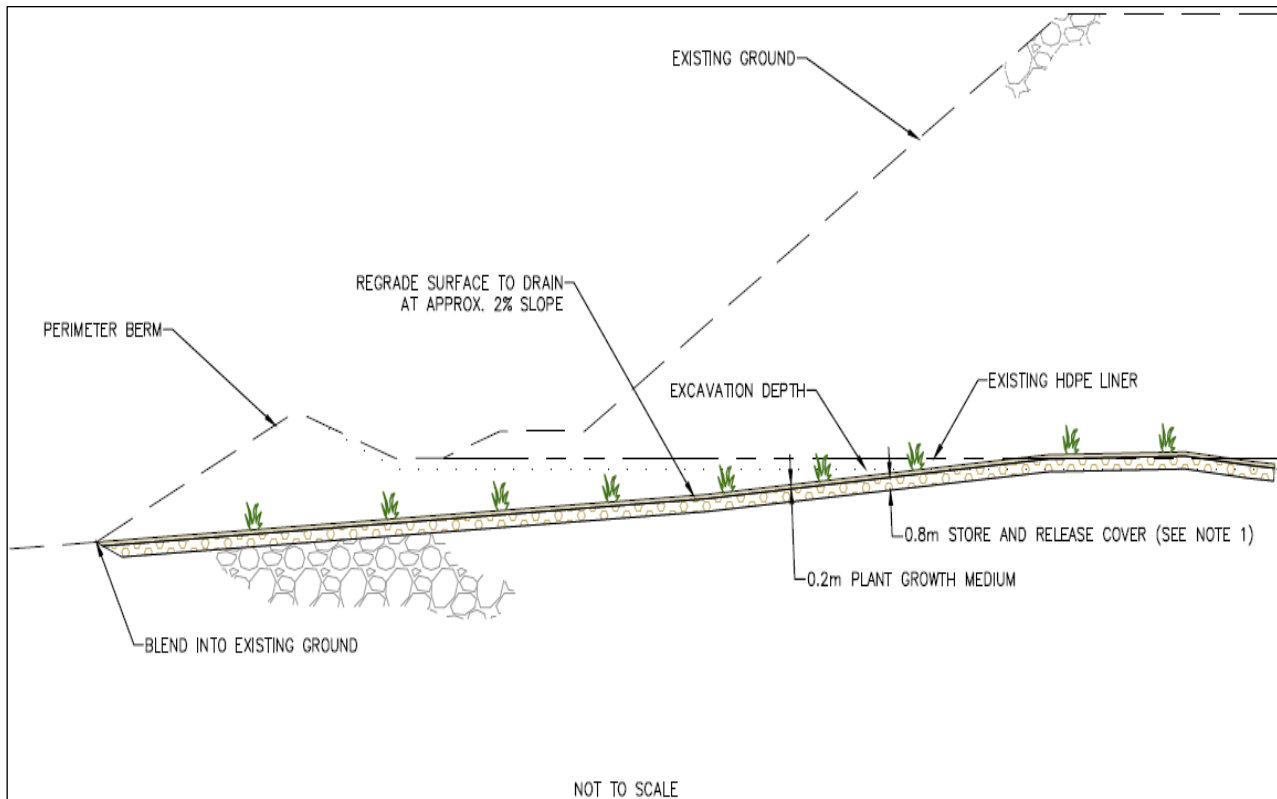 EXISTING GROUND
REGRADE SURFACE TO DRAIN
AT APPROX. 2% SLOPE
PERIMETER BERM
EXCAVATION DEPTH
EXISTING HDPE LINER
0.8m STORE AND RELEASE COVER (SEE NOTE 1)
0.2m PLANT GROWTH MEDIUM
BLEND INTO EXISTING GROUND
NOT TO SCALE